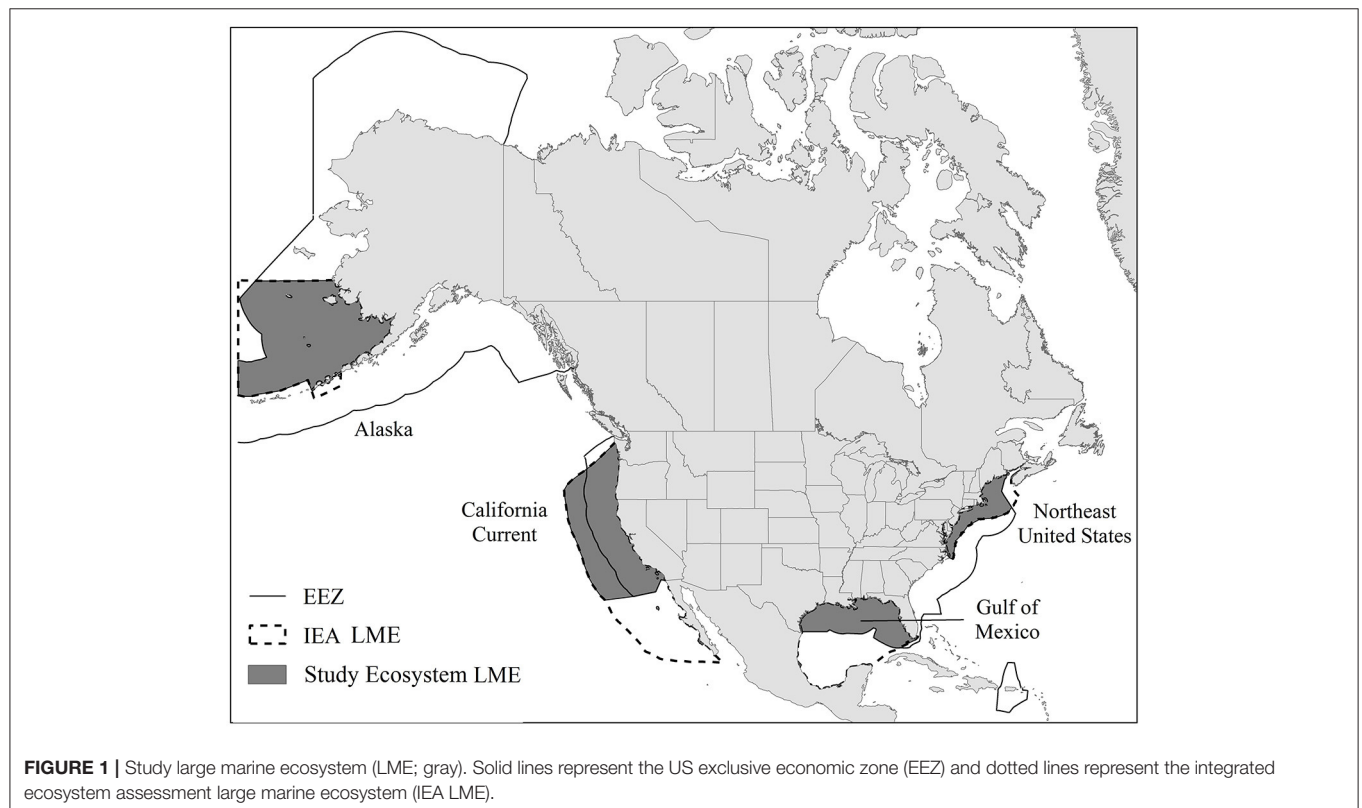 Alaska
California
Current
Northeast
United States
Gulf of
Mexico
EEZ
IEA LME
Study Ecosystem LME
FIGURE 1 | Study large marine ecosystem (LME; gray). Solid lines represent the US exclusive economic zone (EEZ) and dotted lines represent the integrated
ecosystem assessment large marine ecosystem (IEA LME).